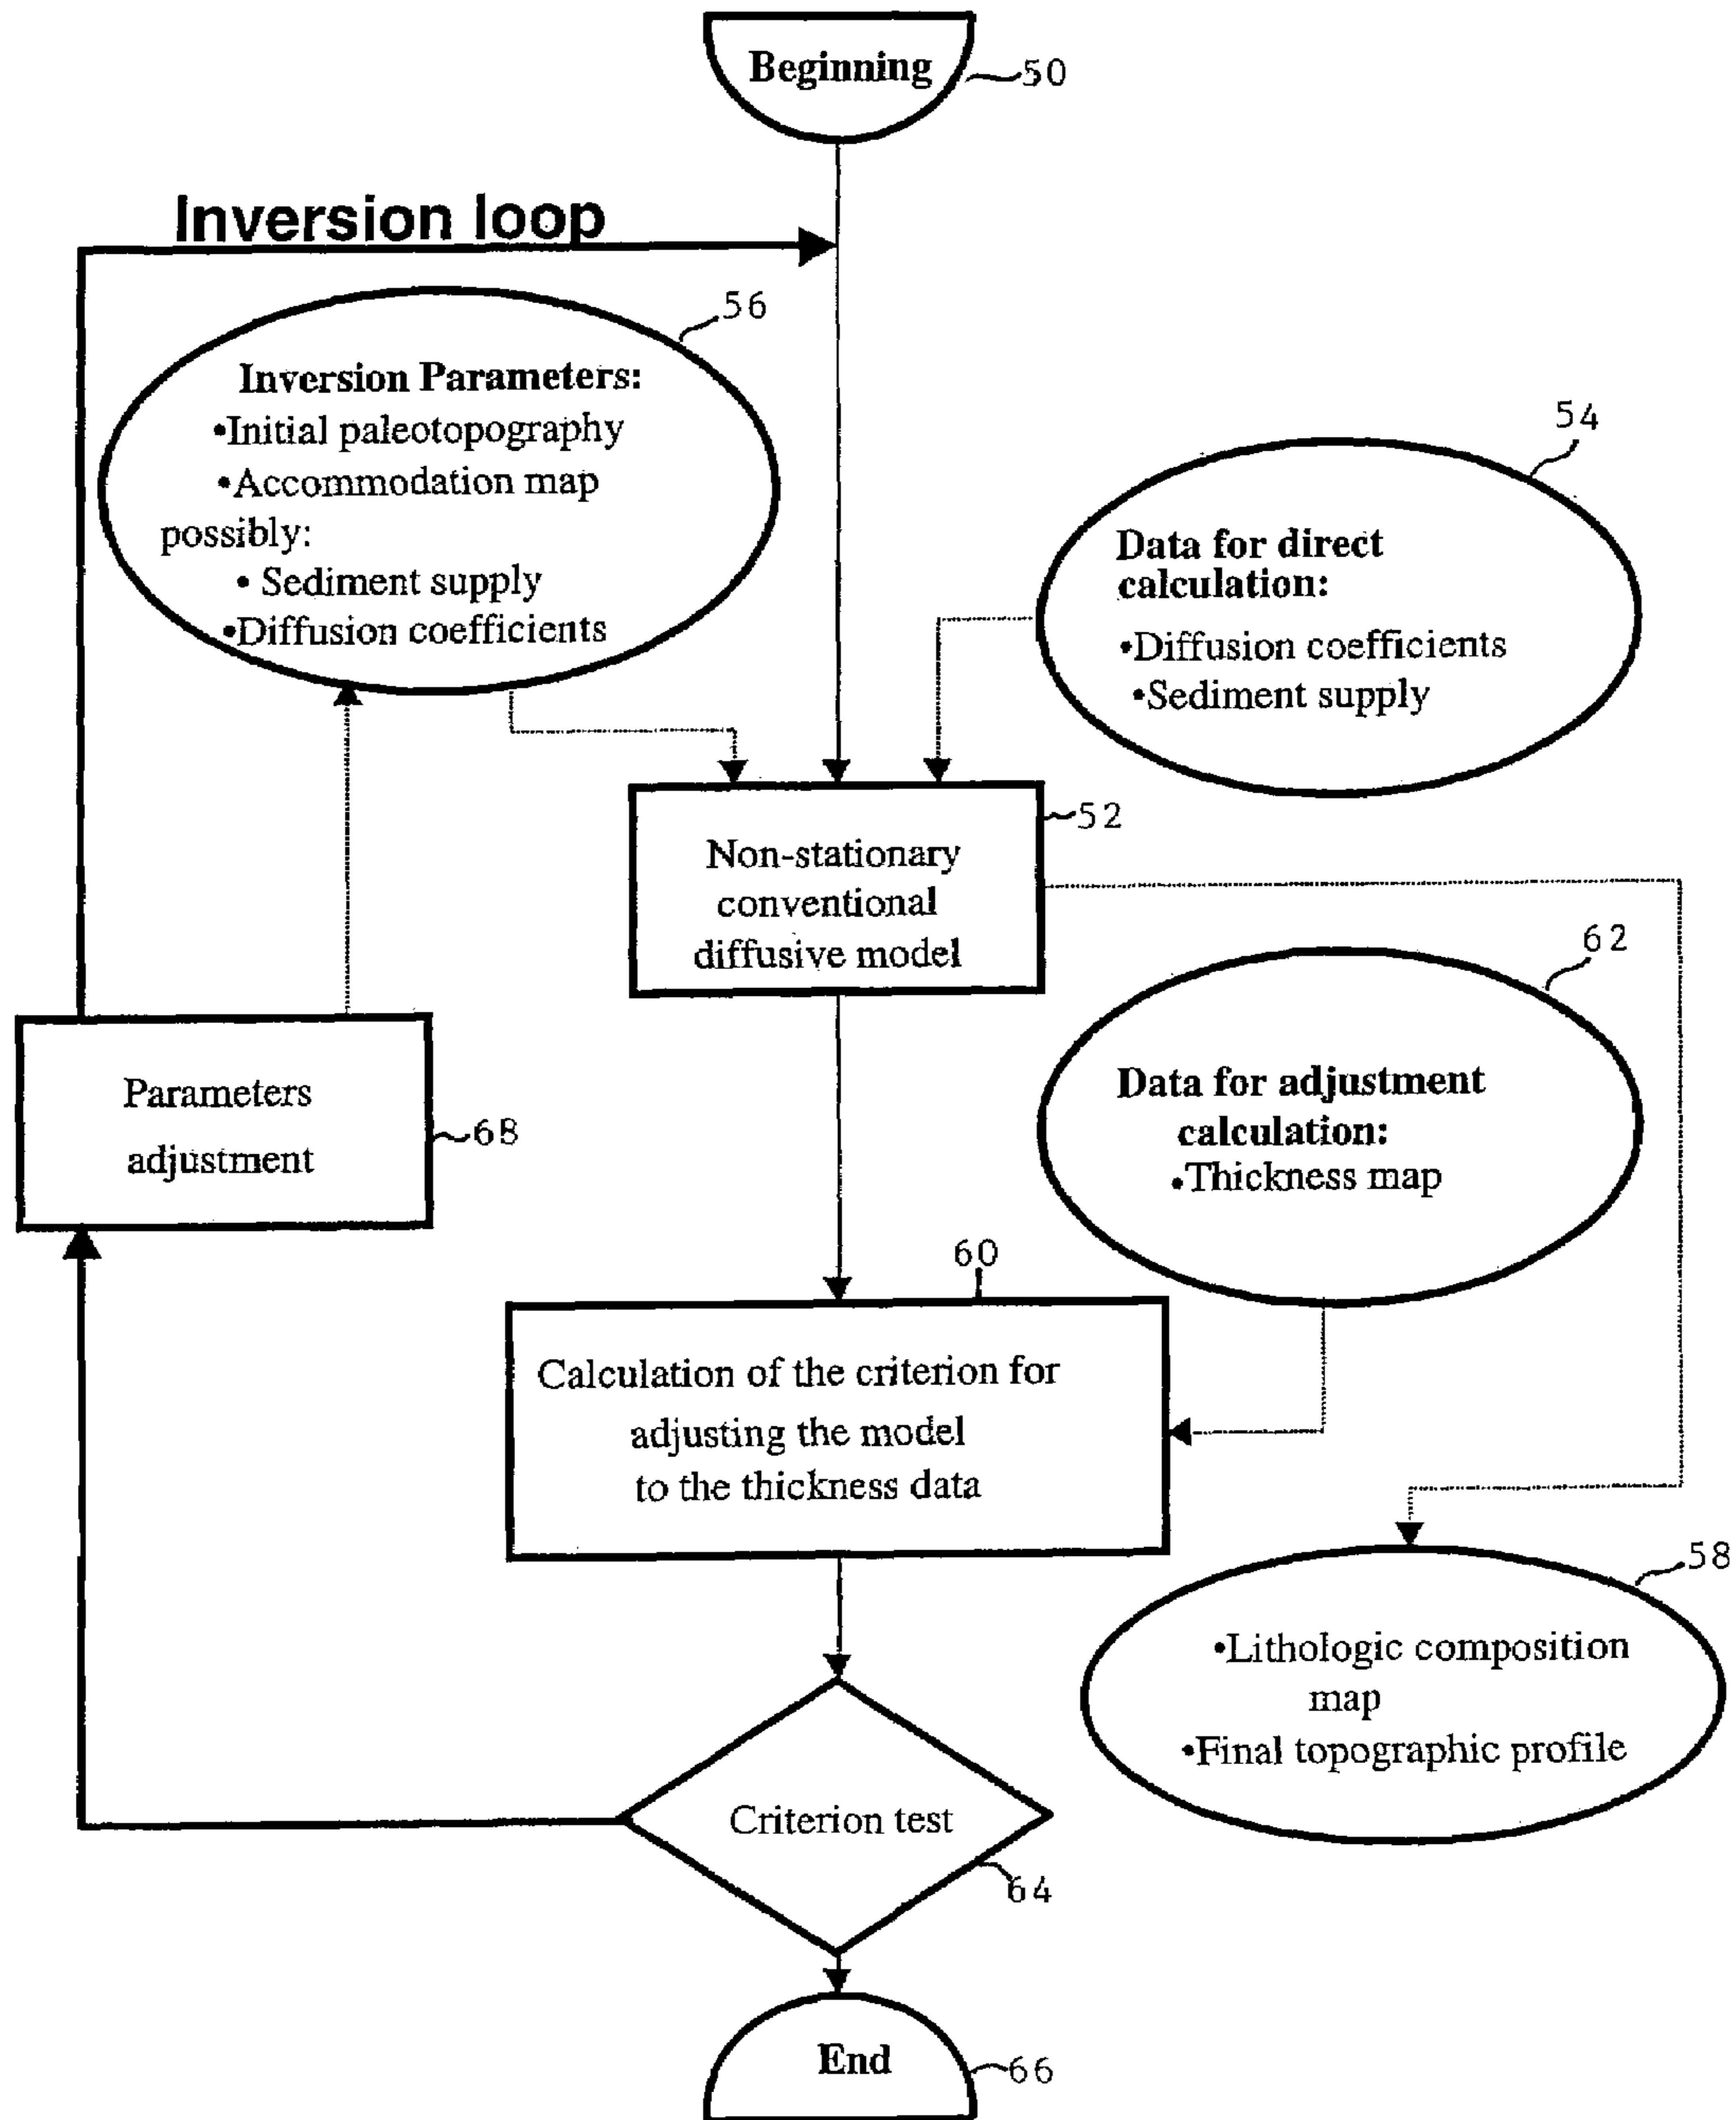 Beginning
50
Inversion loop
56
Inversion Parameters:
•Initial paleotopography
•Accommodation map
possibly:
• Sediment supply
•Diffusion coefficients
54
Data for direct
calculation:
•Diffusion coefficients
•Sediment supply
52
Non-stationary
conventional
diffusive model
62
Data for adjustment
calculation:
•Thickness map
Parameters
adjustment
68
60
Calculation of the criterion for
adjusting the model
to the thickness data
58
•Lithologic composition
map
•Final topographic profile
Criterion test
64
End
66